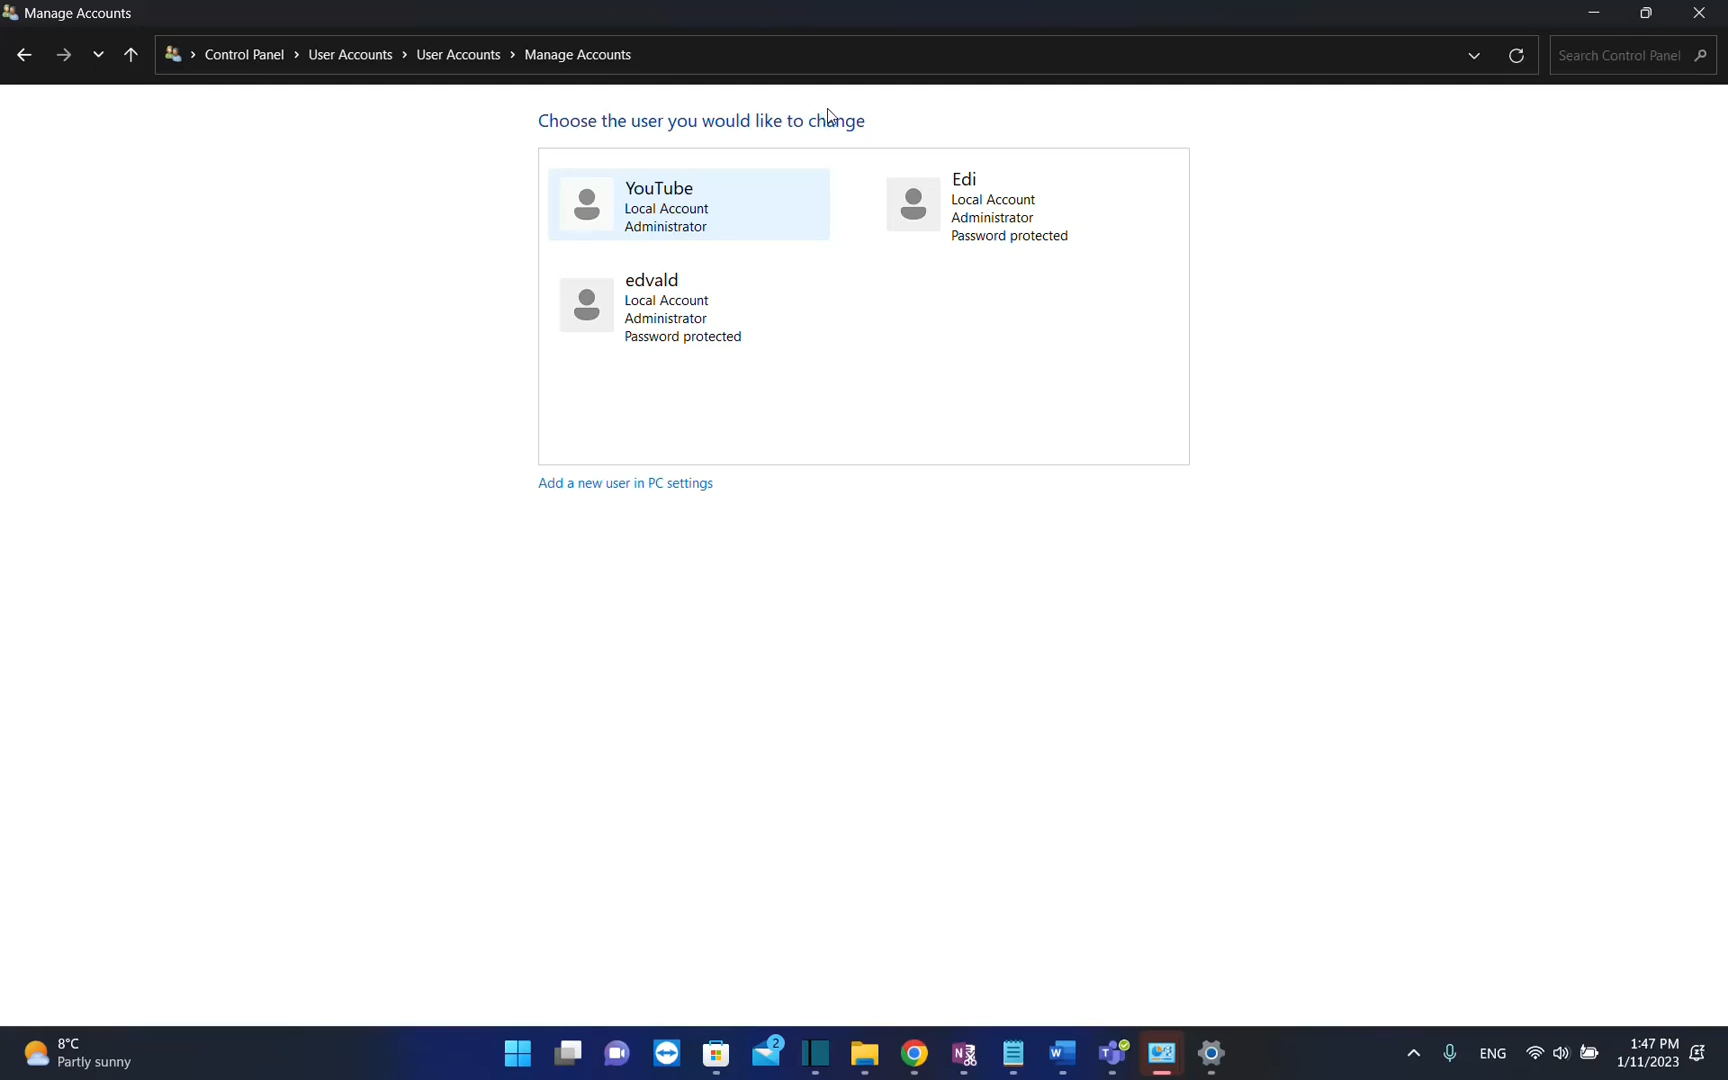 Manage Accounts
Control Panel > User Accounts > User Accounts > Manage Accounts
Search Control Panel
Choose the user you would like to change
YouTube
Local Account
Administrator
Edi
Local Account
Administrator
Password protected
edvald
Local Account
Administrator
Password protected
Add a new user in PC settings
8°C
Partly sunny
2
ENG
1:47 PM
1/11/2023